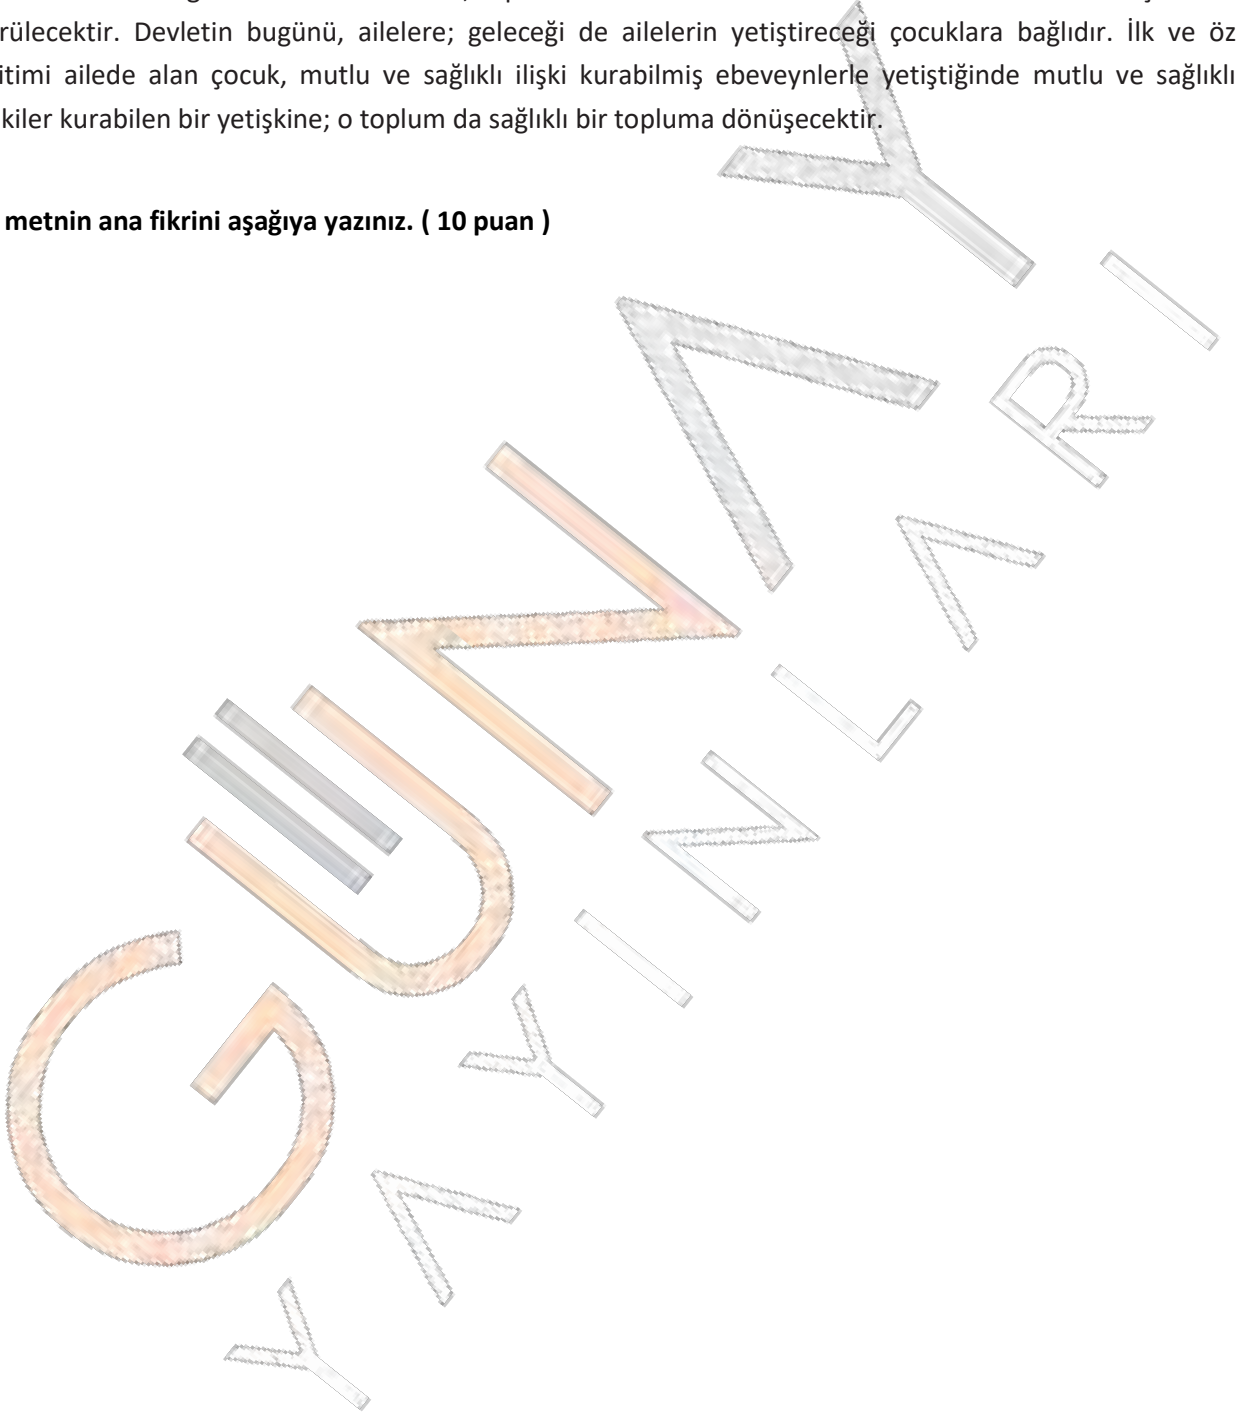 rülecektir. Devletin bugünü, ailelere; geleceği de ailelerin yetiştireceği çocuklara bağlıdır. İlk ve öz
itimi ailede alan çocuk, mutlu ve sağlıklı ilişki kurabilmiş ebeveynlerle yetiştiğinde mutlu ve sağlıklı
kiler kurabilen bir yetişkine; o toplum da sağlıklı bir topluma dönüşecektir.
metnin ana fikrini aşağıya yazınız. ( 10 puan )
GÜNAY
YAYINLARI